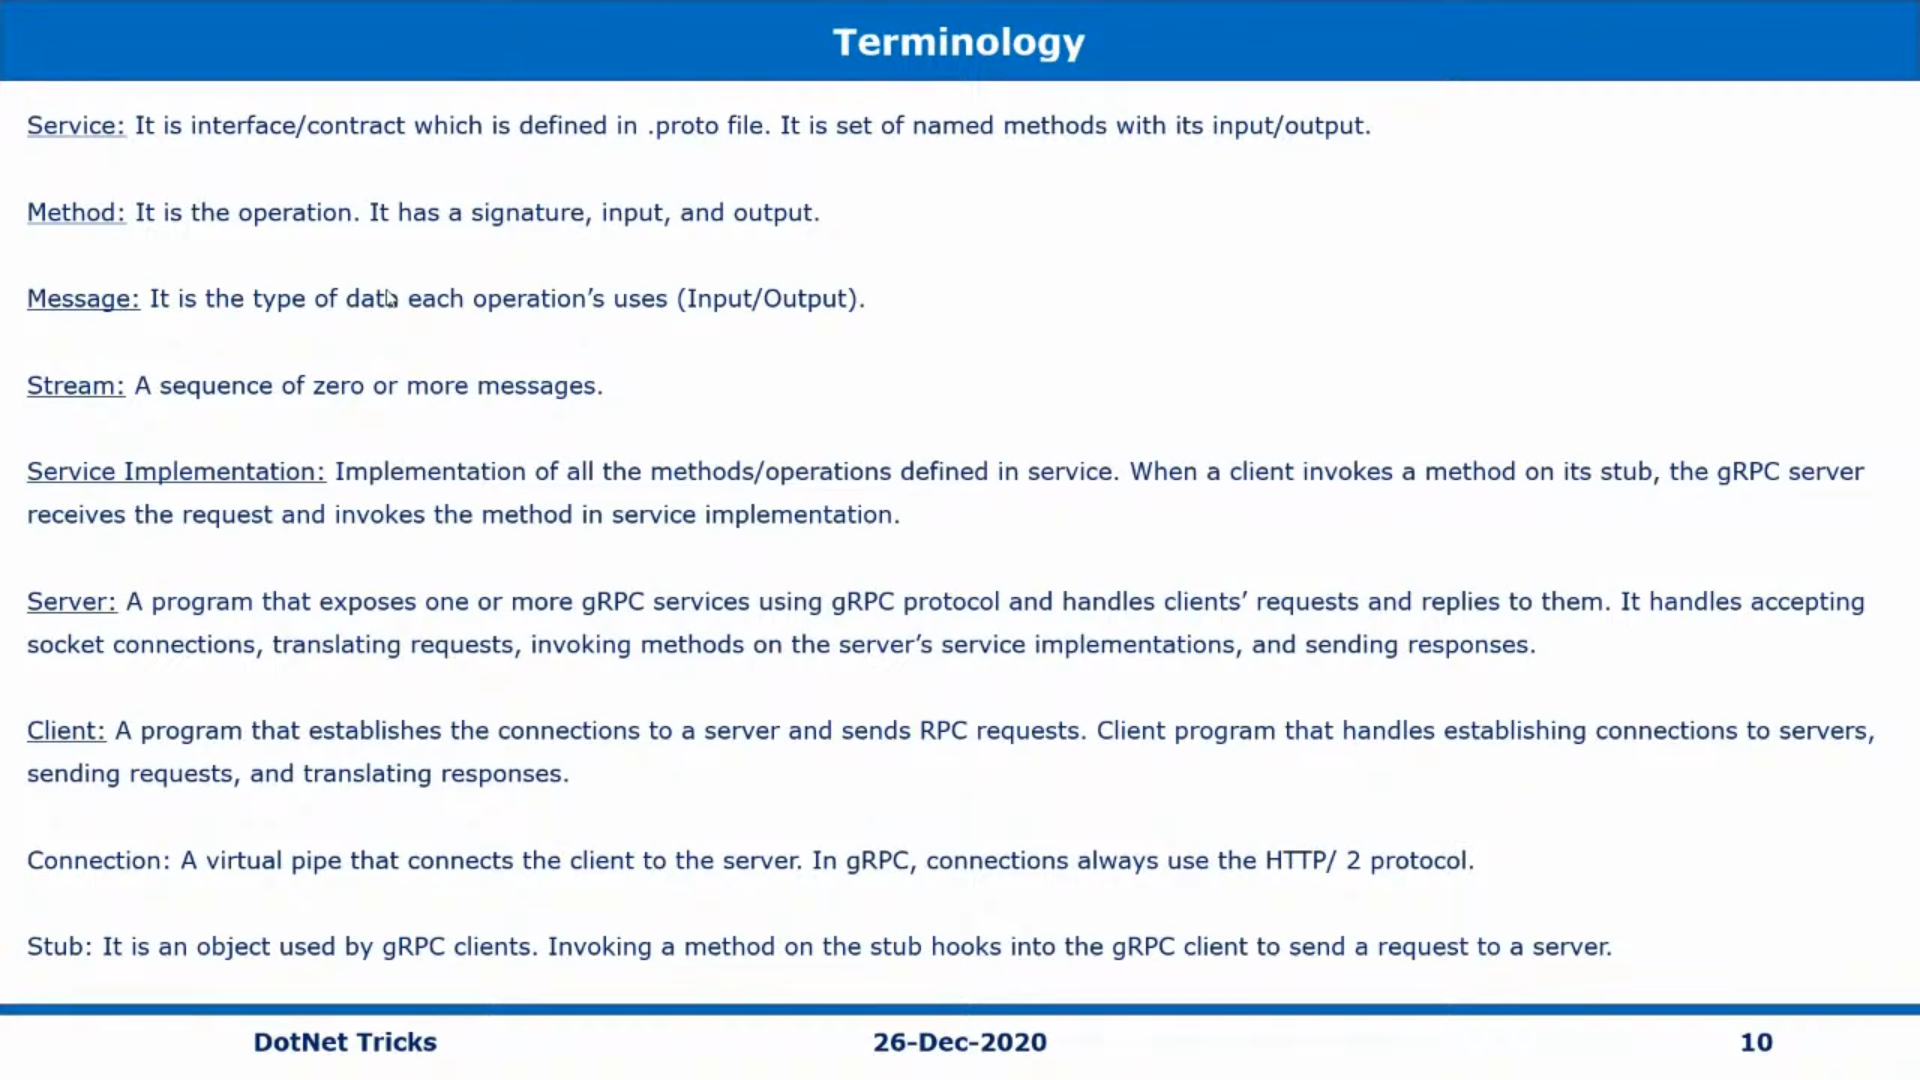 Terminology
Service: It is interface/contract which is defined in .proto file. It is set of named methods with its input/output.
Method: It is the operation. It has a signature, input, and output.
Message: It is the type of data each operation’s uses (Input/Output).
Stream: A sequence of zero or more messages.
Service Implementation: Implementation of all the methods/operations defined in service. When a client invokes a method on its stub, the gRPC server
receives the request and invokes the method in service implementation.
Server: A program that exposes one or more gRPC services using gRPC protocol and handles clients’ requests and replies to them. It handles accepting
socket connections, translating requests, invoking methods on the server’s service implementations, and sending responses.
Client: A program that establishes the connections to a server and sends RPC requests. Client program that handles establishing connections to servers,
sending requests, and translating responses.
Connection: A virtual pipe that connects the client to the server. In gRPC, connections always use the HTTP/ 2 protocol.
Stub: It is an object used by gRPC clients. Invoking a method on the stub hooks into the gRPC client to send a request to a server.
DotNet Tricks 26-Dec-2020 10